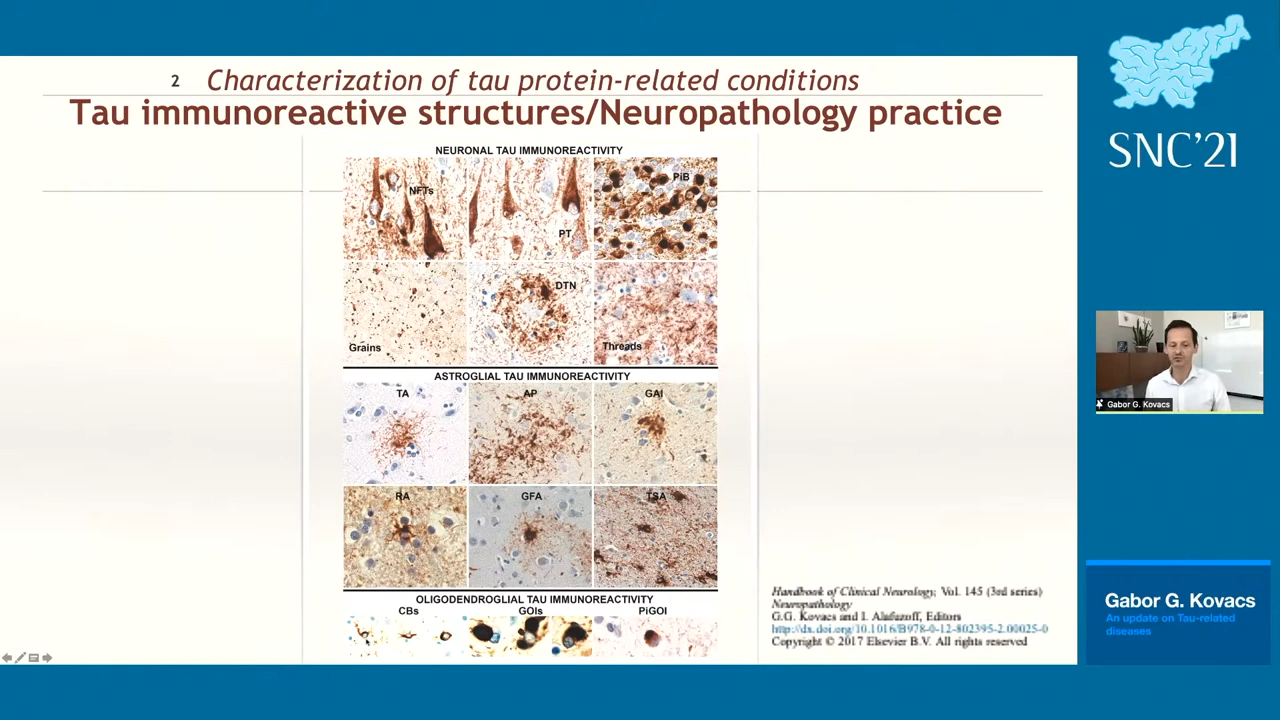 2 Characterization of tau protein-related conditions
Tau immunoreactive structures/Neuropathology practice
NEURONAL TAU IMMUNOREACTIVITY
NFTs
PT
PiB
Grains
DTN
Threads
ASTROGLIAL TAU IMMUNOREACTIVITY
TA
AP
GAI
RA
GFA
TSA
OLIGODENDROGLIAL TAU IMMUNOREACTIVITY
CBs
GOIs
PiGOI
Handbook of Clinical Neurology, Vol. 145 (3rd series)
Neuropathology
G.G. Kovacs and I. Alafuzoff, Editors
http://dx.doi.org/10.1016/B978-0-12-802395-2.00025-0
Copyright © 2017 Elsevier B.V. All rights reserved
SNC'21
Gabor G. Kovacs
Gabor G. Kovacs
An update on Tau-related
diseases